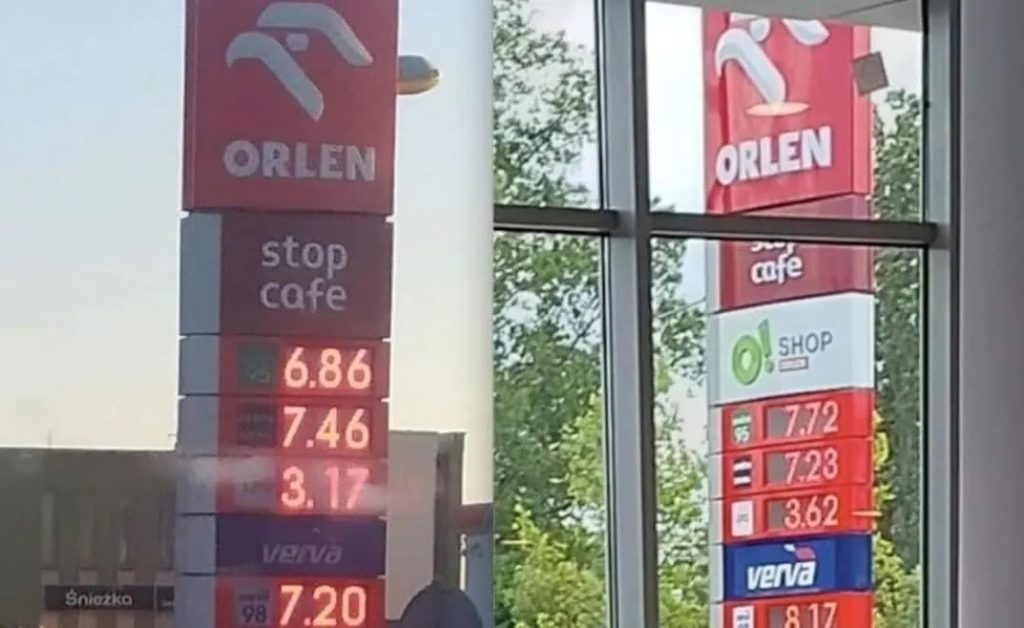 ORLEN
stop
cafe
6.86
7.46
3.17
verva
98
7.20
Śnieżka
ORLEN
stop
cafe
O! SHOP
95
7.72
7.23
3.62
verva
8.17